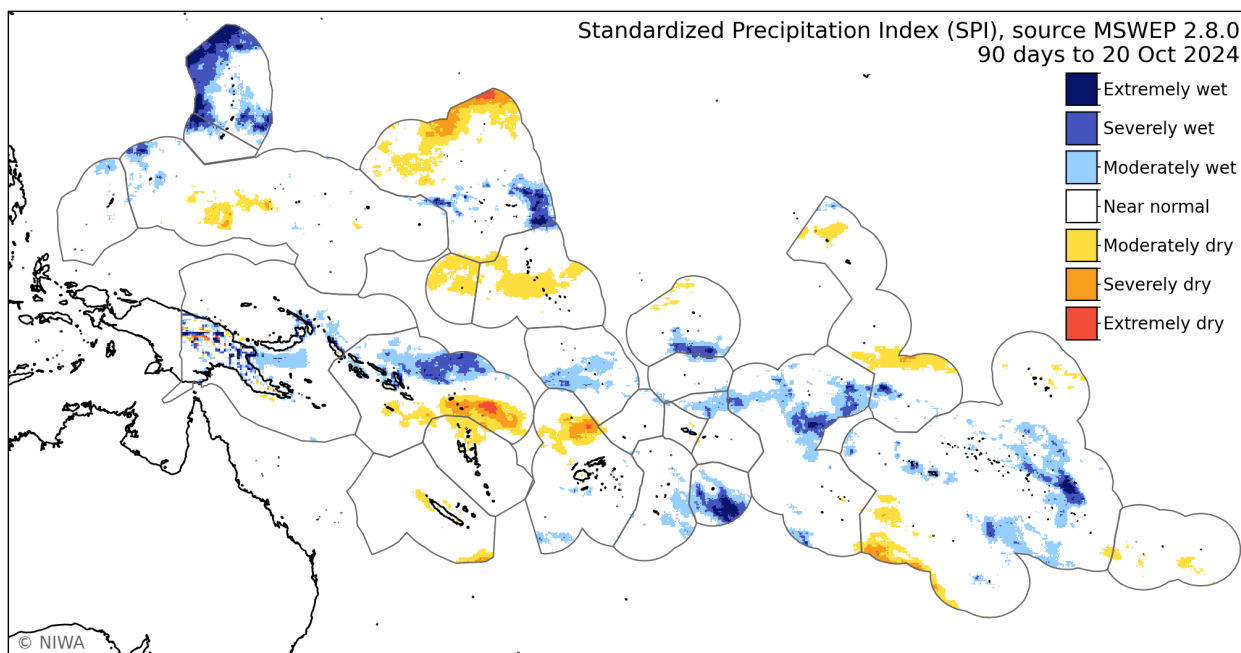 Standardized Precipitation Index (SPI), source MSWEP 2.8.0
90 days to 20 Oct 2024
Extremely wet
Severely wet
Moderately wet
Near normal
Moderately dry
Severely dry
Extremely dry
© NIWA